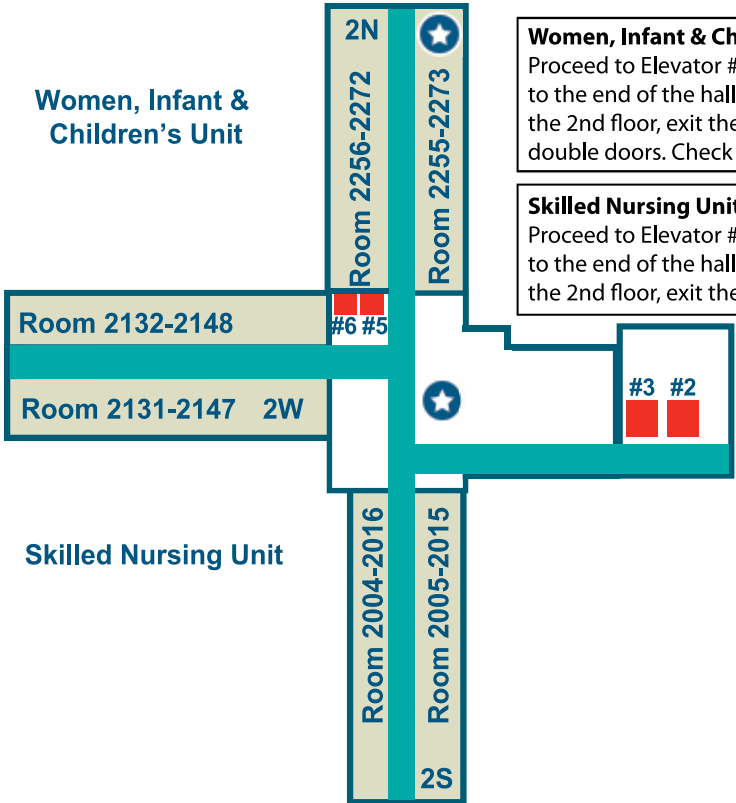 2N
Women, Infant &
Children's Unit
Room 2256-2272
Room 2255-2273
Women, Infant & Ch
Proceed to Elevator #
to the end of the hall
the 2nd floor, exit the
double doors. Check
Skilled Nursing Unit
Proceed to Elevator #
to the end of the hall
the 2nd floor, exit the
Room 2132-2148
#6 #5
Room 2131-2147 2W
#3 #2
Skilled Nursing Unit
Room 2004-2016
Room 2005-2015
2S